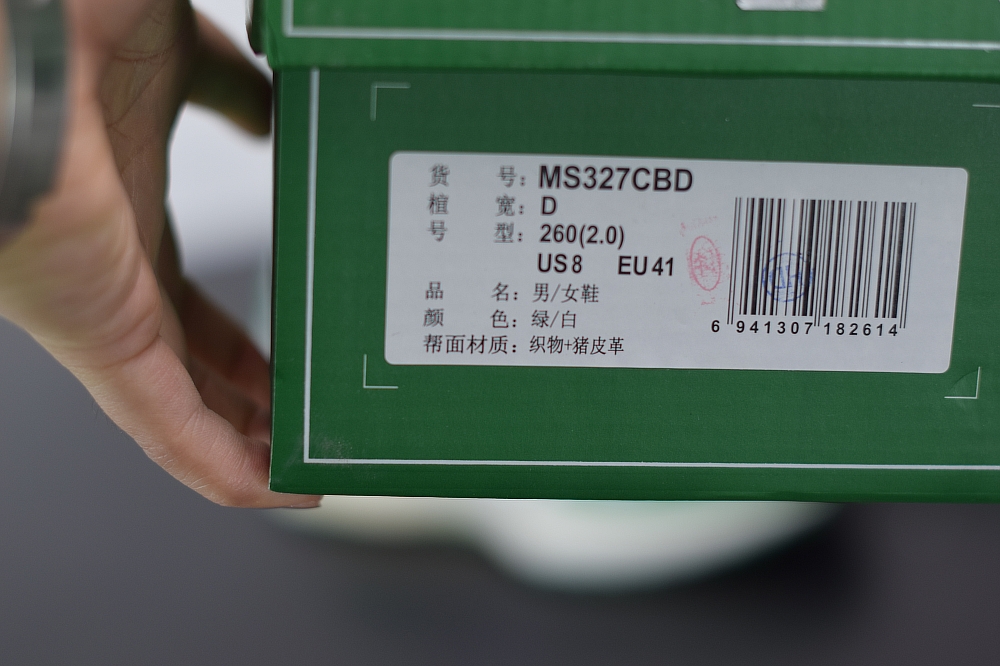 货 号：MS327CBD
楦 宽：D
号 型：260(2.0)
US8 EU41
品 名：男/女鞋
颜 色：绿/白
帮面材质：织物+猪皮革
6 941307 182614